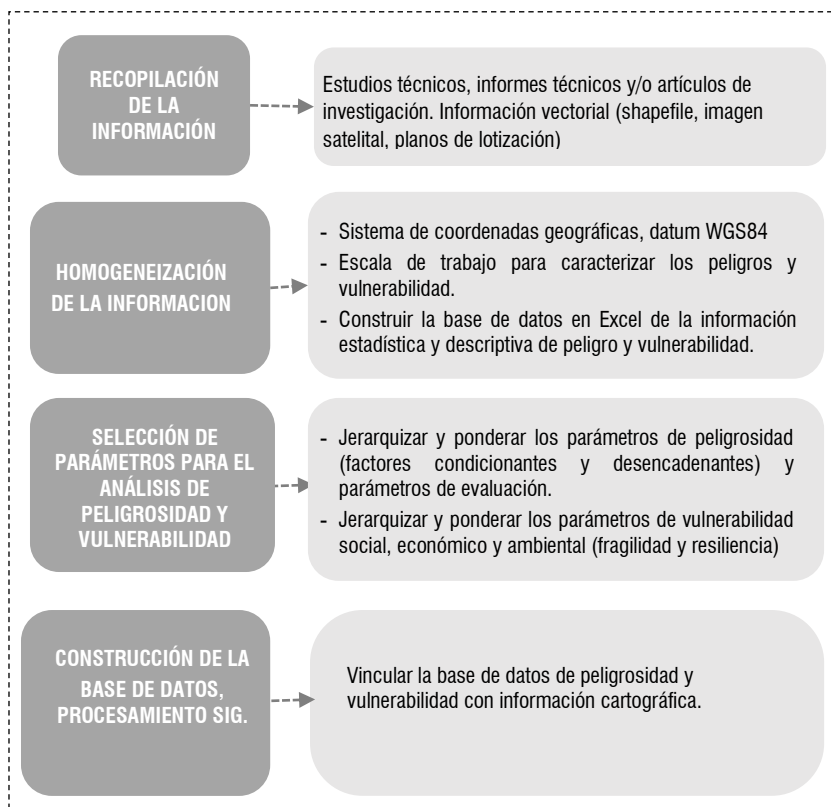 RECOPILACIÓN
DE LA
INFORMACIÓN
Estudios técnicos, informes técnicos y/o artículos de
investigación. Información vectorial (shapefile, imagen
satelital, planos de lotización)
HOMOGENEIZACIÓN
DE LA INFORMACION
- Sistema de coordenadas geográficas, datum WGS84
- Escala de trabajo para caracterizar los peligros y
vulnerabilidad.
- Construir la base de datos en Excel de la información
estadística y descriptiva de peligro y vulnerabilidad.
SELECCIÓN DE
PARÁMETROS PARA EL
ANÁLISIS DE
PELIGROSIDAD Y
VULNERABILIDAD
- Jerarquizar y ponderar los parámetros de peligrosidad
(factores condicionantes y desencadenantes) y
parámetros de evaluación.
- Jerarquizar y ponderar los parámetros de vulnerabilidad
social, económico y ambiental (fragilidad y resiliencia)
CONSTRUCCIÓN DE LA
BASE DE DATOS,
PROCESAMIENTO SIG.
Vincular la base de datos de peligrosidad y
vulnerabilidad con información cartográfica.